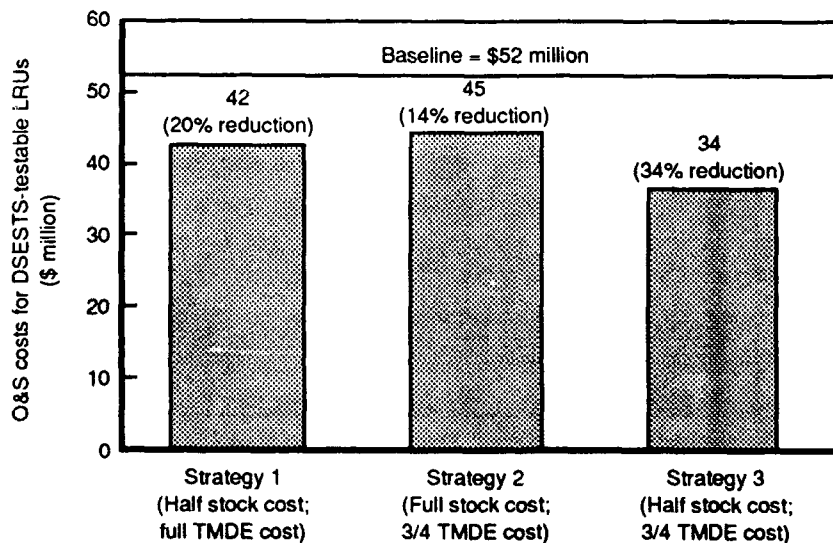 O&S costs for DSESTS-testable LRUs
($ million)
60
50
40
30
20
10
0
Baseline = $52 million
42
(20% reduction)
45
(14% reduction)
34
(34% reduction)
Strategy 1
(Half stock cost;
full TMDE cost)
Strategy 2
(Full stock cost;
3/4 TMDE cost)
Strategy 3
(Half stock cost;
3/4 TMDE cost)